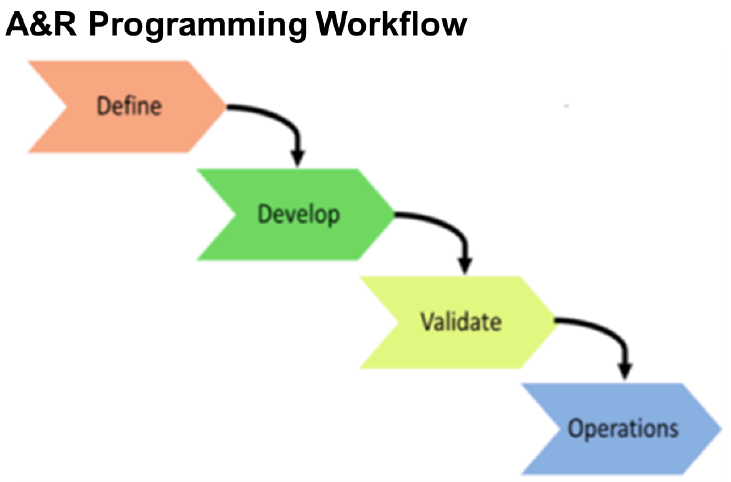 A&R Programming Workflow
Define
Develop
Validate
Operations